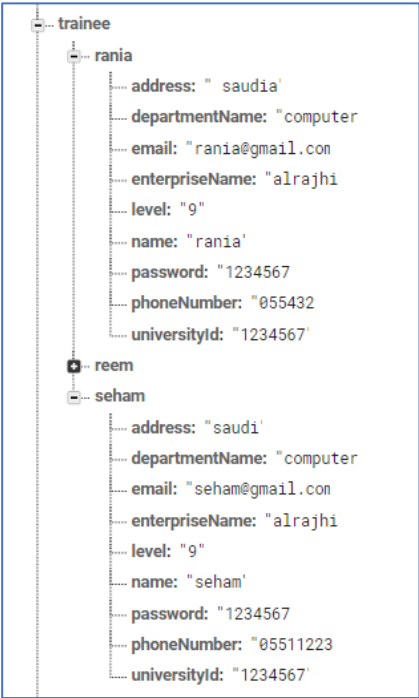 trainee
rania
address: " saudia'
departmentName: "computer
email: "rania@gmail.com
enterpriseName: "alrajhi
level: "9"
name: "rania'
password: "1234567
phoneNumber: "055432
universityId: "1234567'
reem
seham
address: "saudi'
departmentName: "computer
email: "seham@gmail.com
enterpriseName: "alrajhi
level: "9"
name: "seham'
password: "1234567
phoneNumber: "05511223
universityId: "1234567'